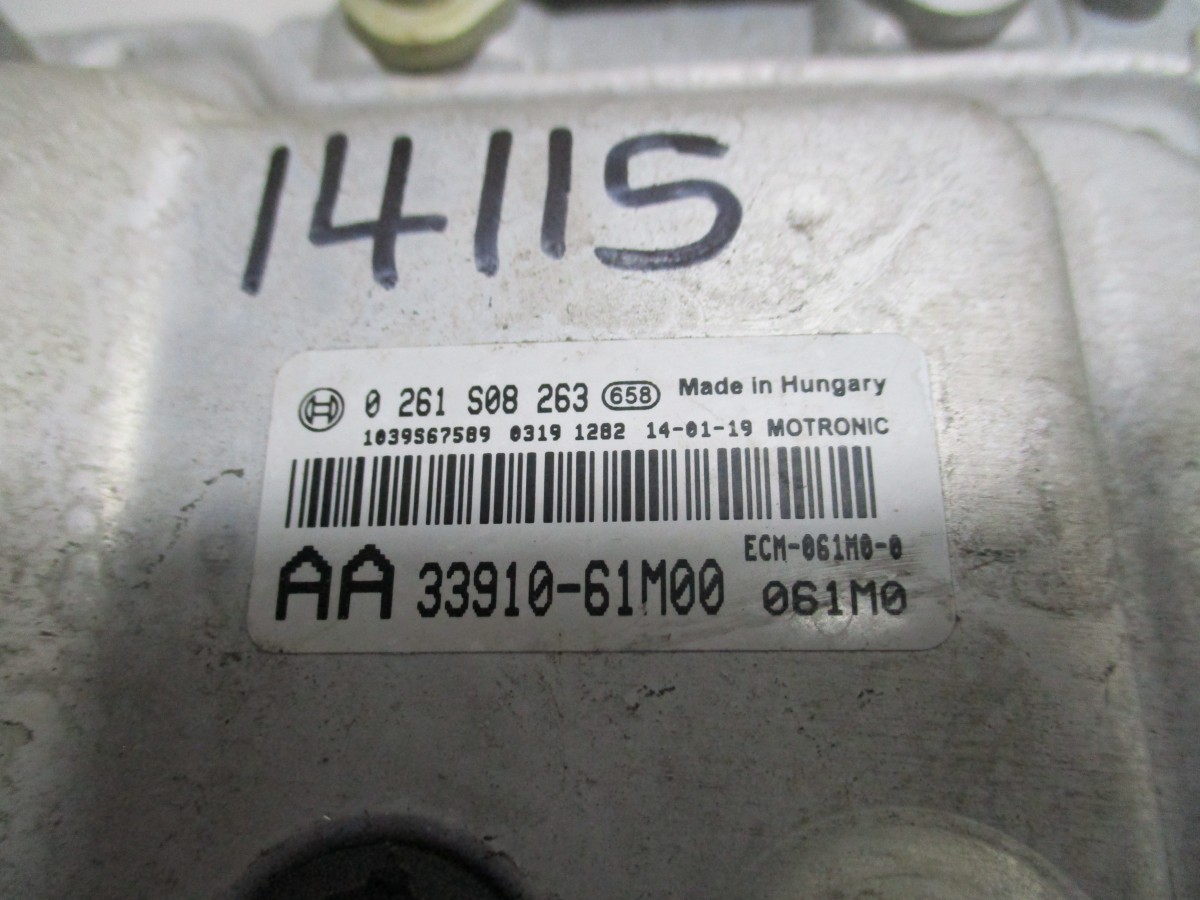 14115
0 261 S08 263 658 Made in Hungary
1039S67589 0319 1282 14-01-19 MOTRONIC
ECM-061M0-0
AA 33910-61M00 061M0